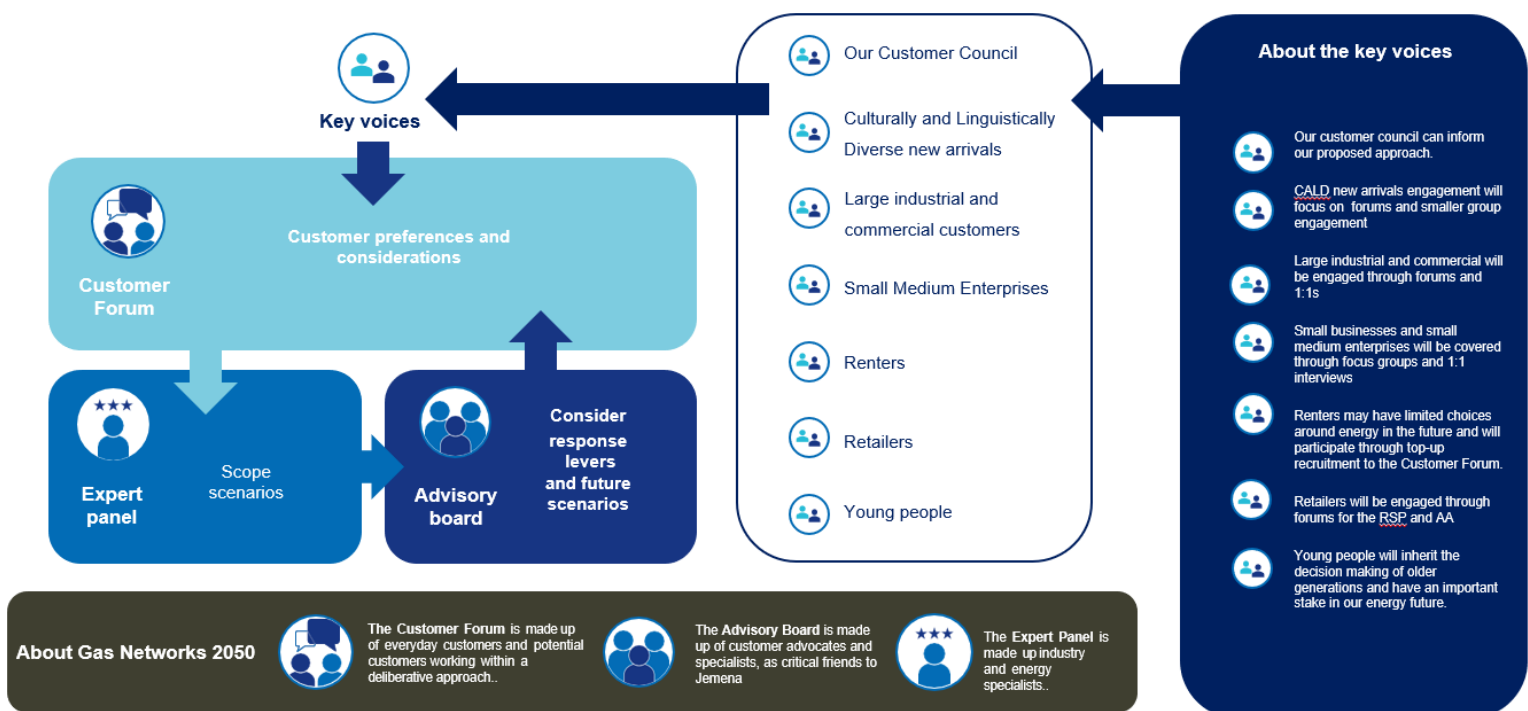 Key voices
Customer
Forum
Customer preferences and
considerations
Expert
panel
Scope
scenarios
Advisory
board
Consider
response
levers
and future
scenarios
Our Customer Council
Culturally and Linguistically
Diverse new arrivals
Large industrial and
commercial customers
Small Medium Enterprises
Renters
Retailers
Young people
About the key voices
Our customer council can inform
our proposed approach.
CALD new arrivals engagement will
focus on forums and smaller group
engagement
Large industrial and commercial will
be engaged through forums and
1:1s
Small businesses and small
medium enterprises will be covered
through focus groups and 1:1
interviews
Renters may have limited choices
around energy in the future and will
participate through top-up
recruitment to the Customer Forum.
Retailers will be engaged through
forums for the RSP and AA
Young people will inherit the
decision making of older
generations and have an important
stake in our energy future.
About Gas Networks 2050
The Customer Forum is made up
of everyday customers and potential
customers working within a
deliberative approach..
The Advisory Board is made
up of customer advocates and
specialists, as critical friends to
Jemena
The Expert Panel is
made up industry
and energy
specialists..